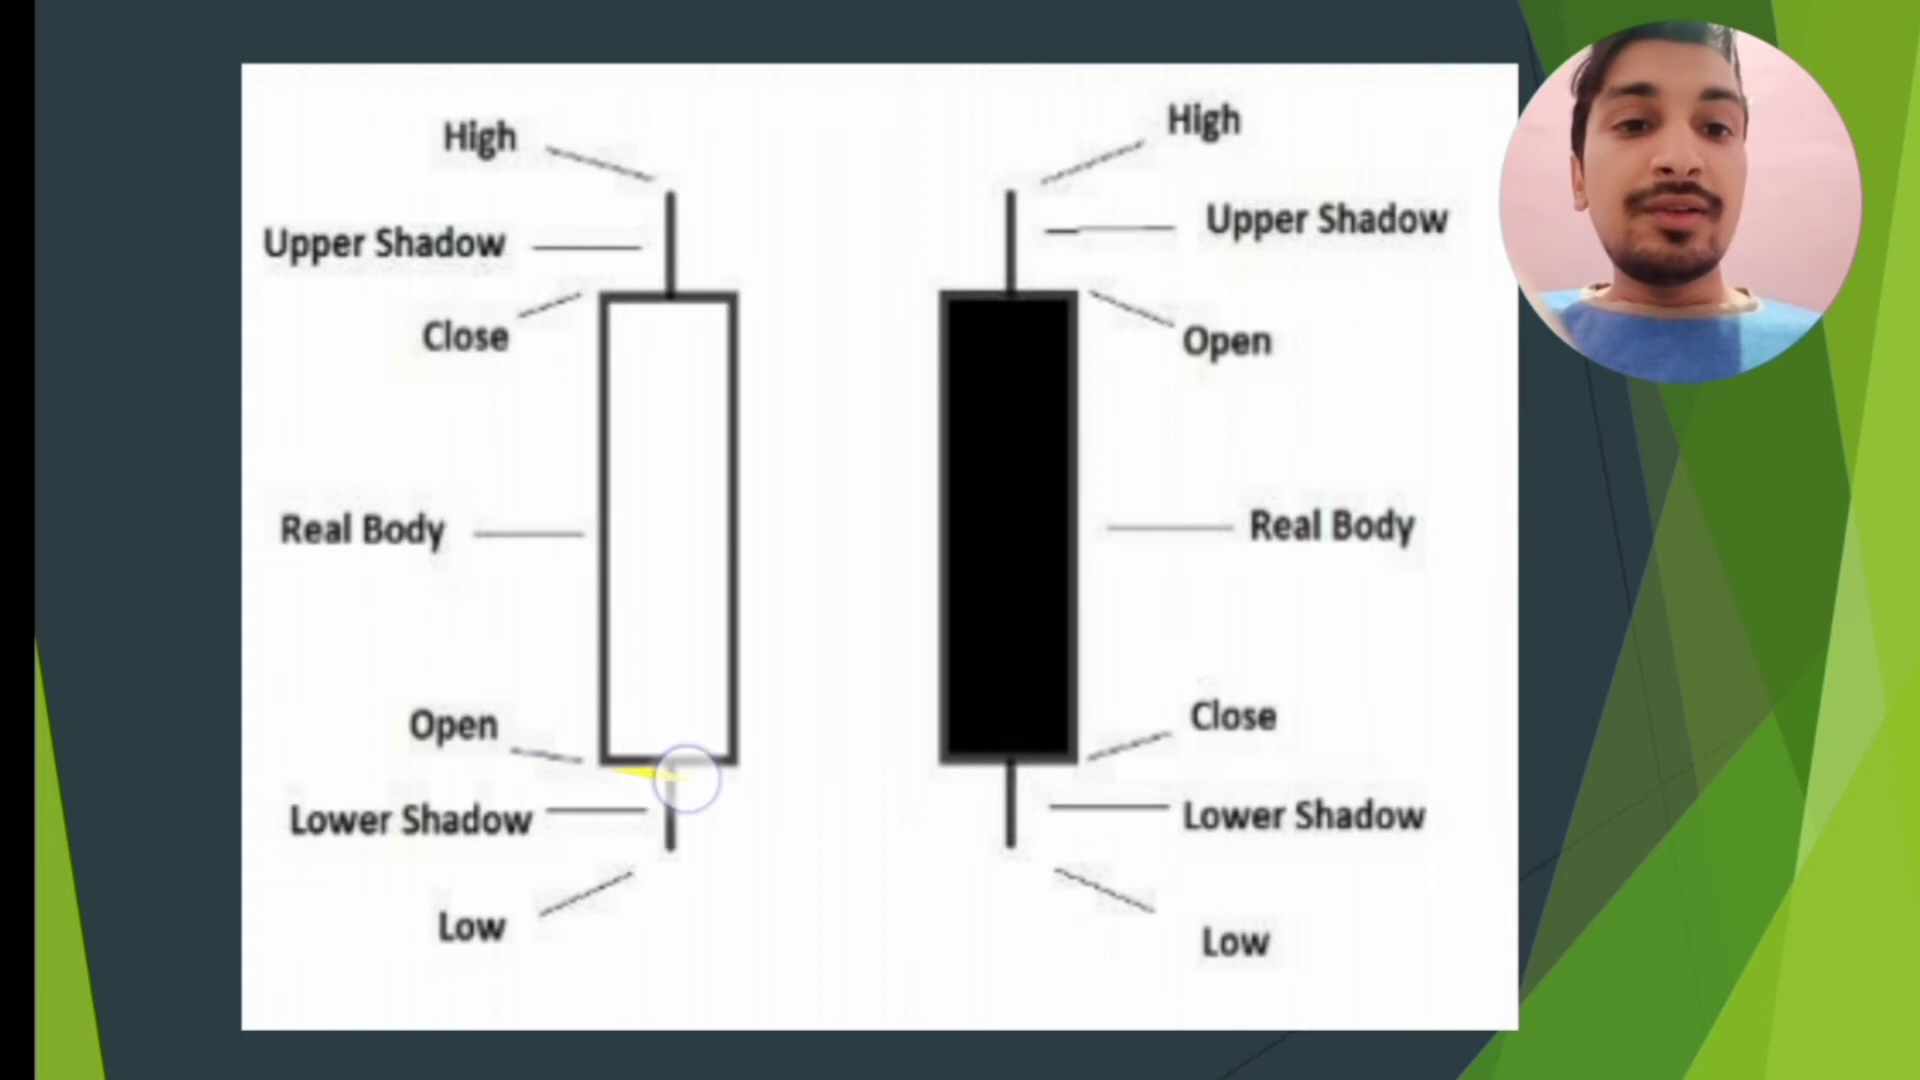 High
Upper Shadow
Close
Real Body
Open
Lower Shadow
Low
High
Upper Shadow
Open
Real Body
Close
Lower Shadow
Low